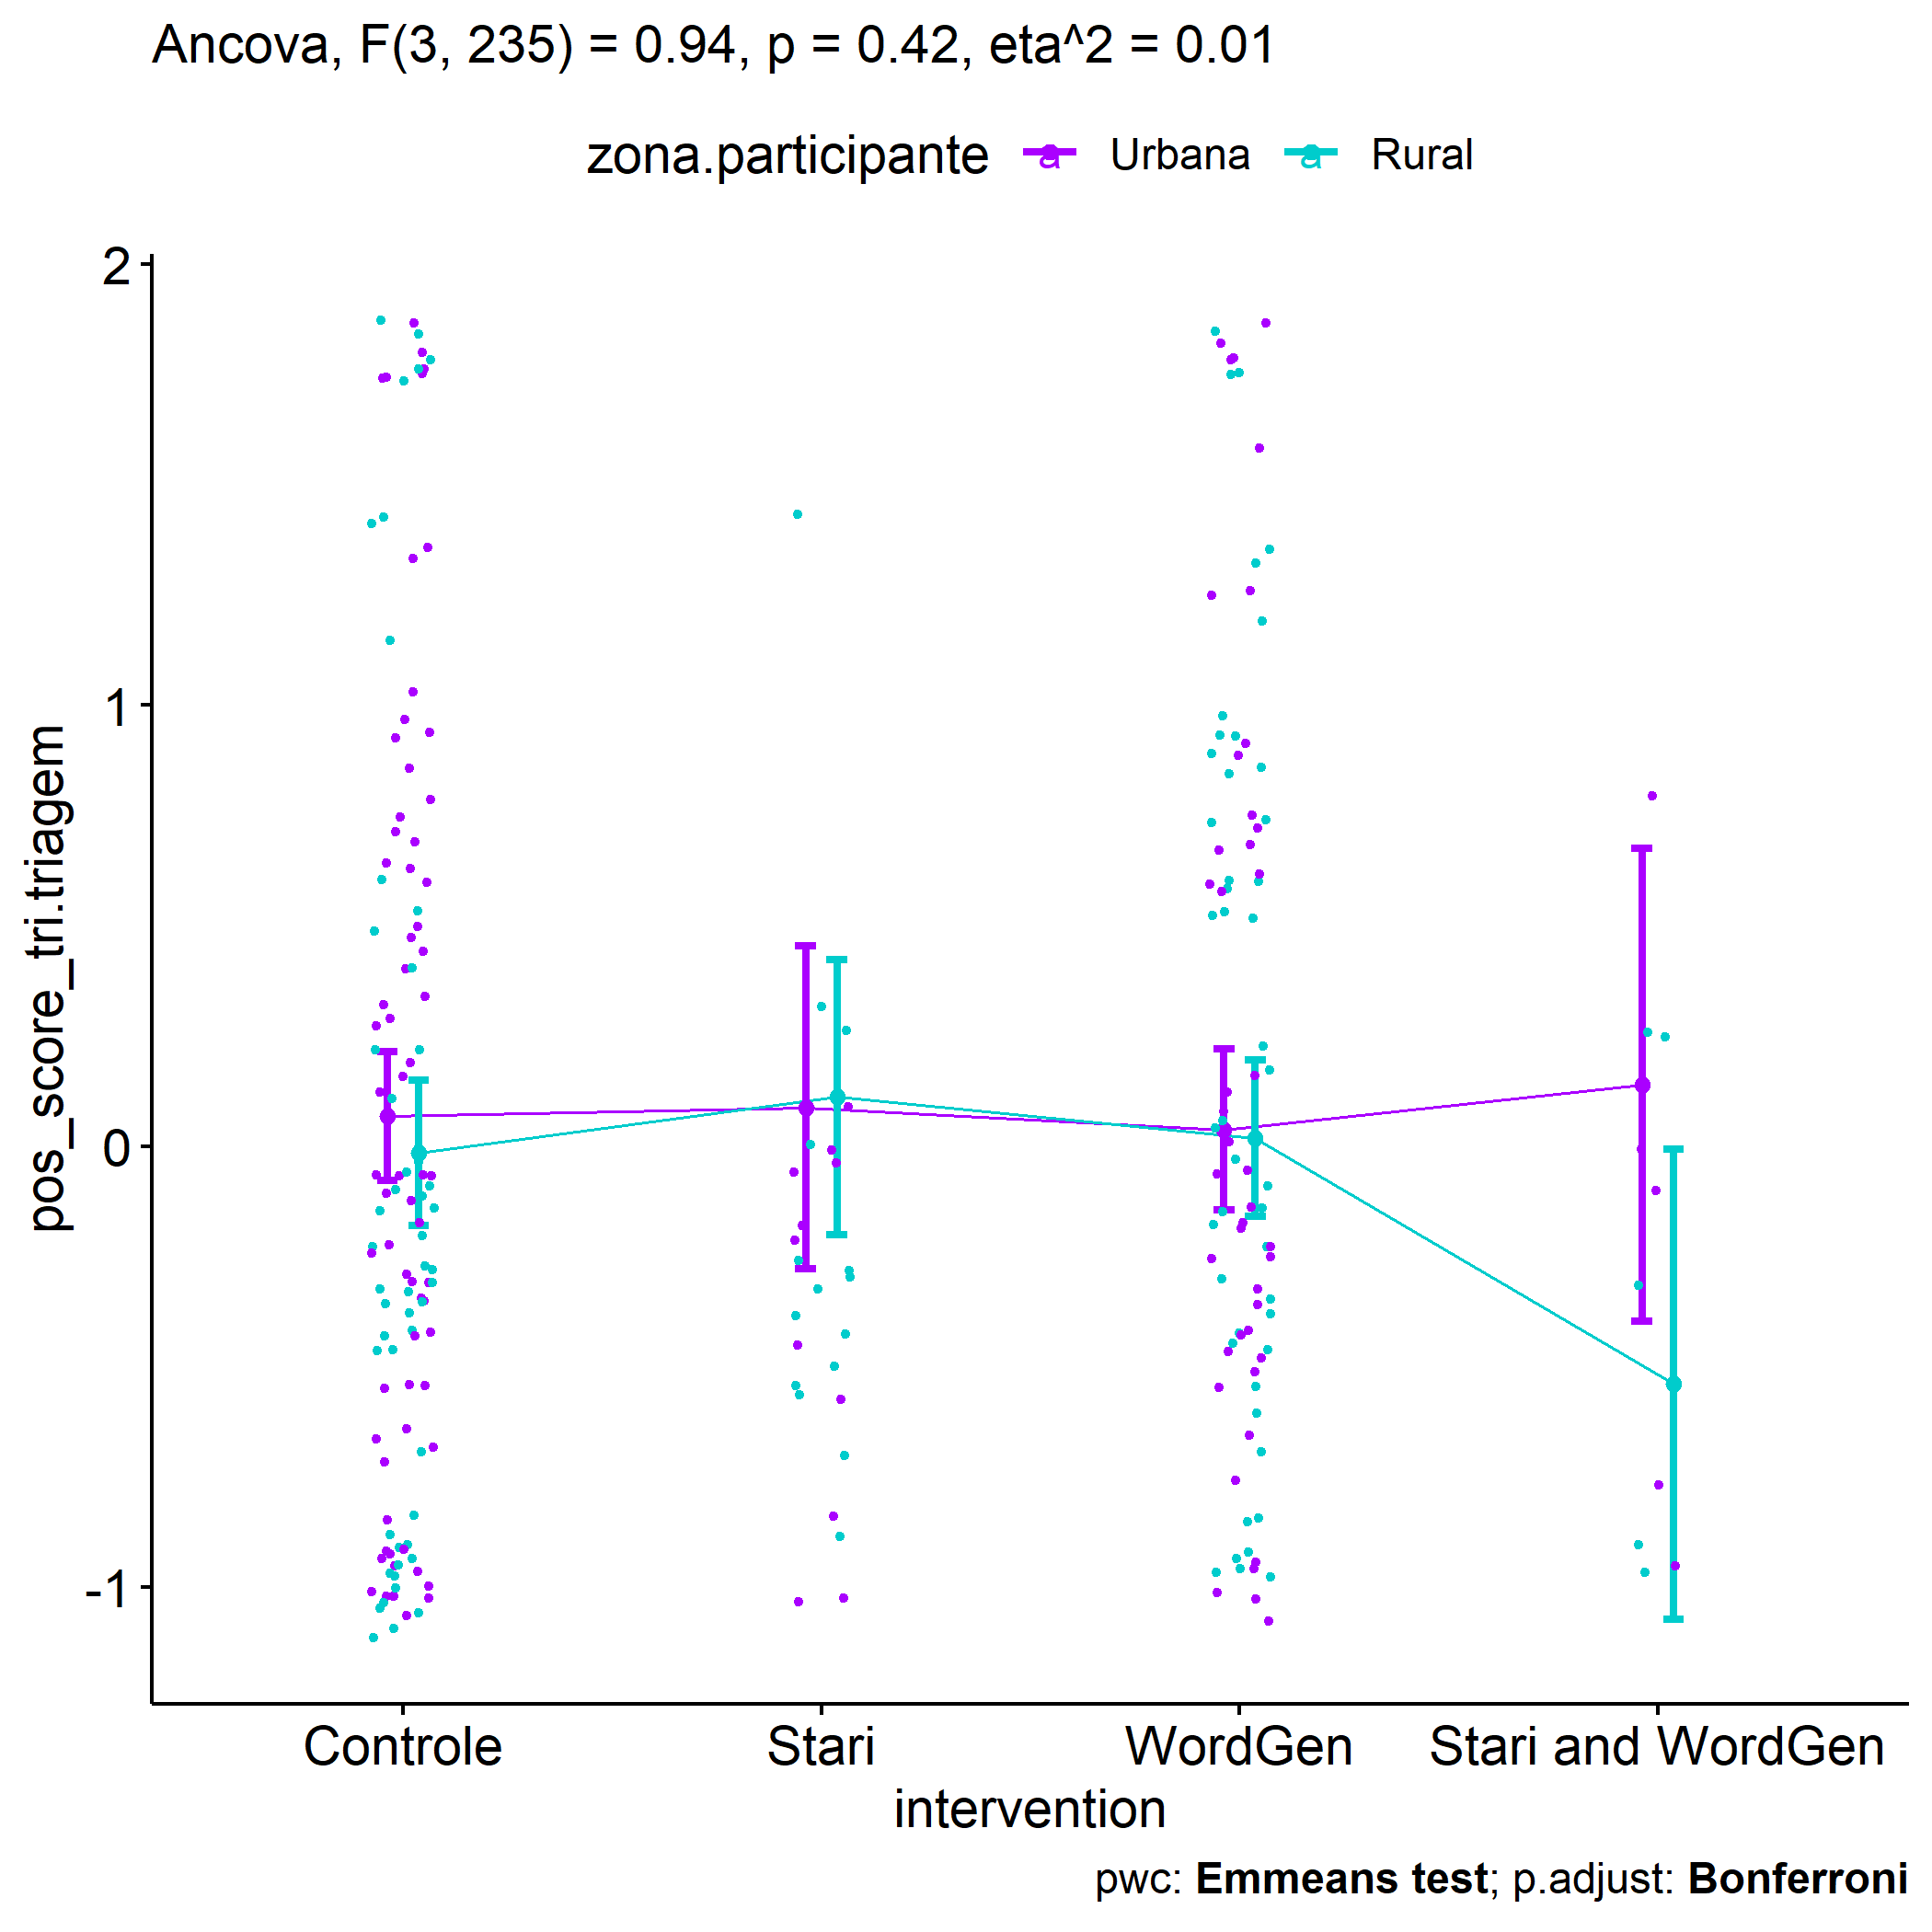 Ancova, F(3, 235) = 0.94, p = 0.42, eta^2 = 0.01
zona.participante a Urbana a Rural
pos_score_tri.triagem
2
1
0
-1
Controle Stari WordGen Stari and WordGen
intervention
pwc: Emmeans test; p.adjust: Bonferroni